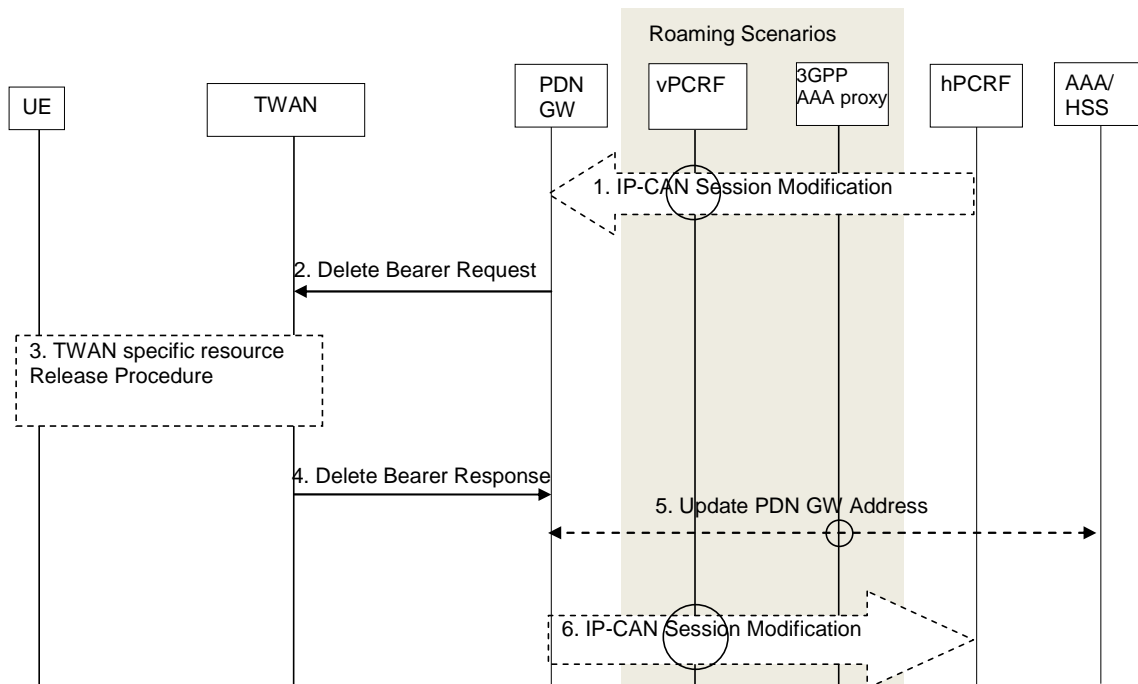 Roaming Scenarios
UE
TWAN
PDN
GW
vPCRF
3GPP
AAA proxy
hPCRF
AAA/
HSS
1. IP-CAN Session Modification
2. Delete Bearer Request
3. TWAN specific resource
Release Procedure
4. Delete Bearer Response
5. Update PDN GW Address
6. IP-CAN Session Modification